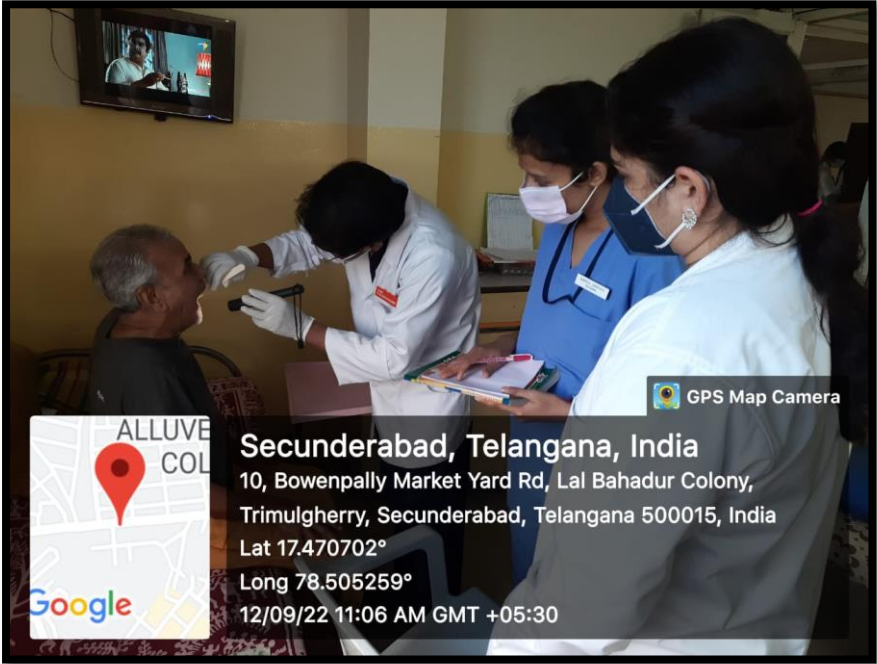 GPS Map Camera
ALLUVE
COL
Google
Secunderabad, Telangana, India
10, Bowenpally Market Yard Rd, Lal Bahadur Colony,
Trimulgherry, Secunderabad, Telangana 500015, India
Lat 17.470702°
Long 78.505259°
12/09/22 11:06 AM GMT +05:30